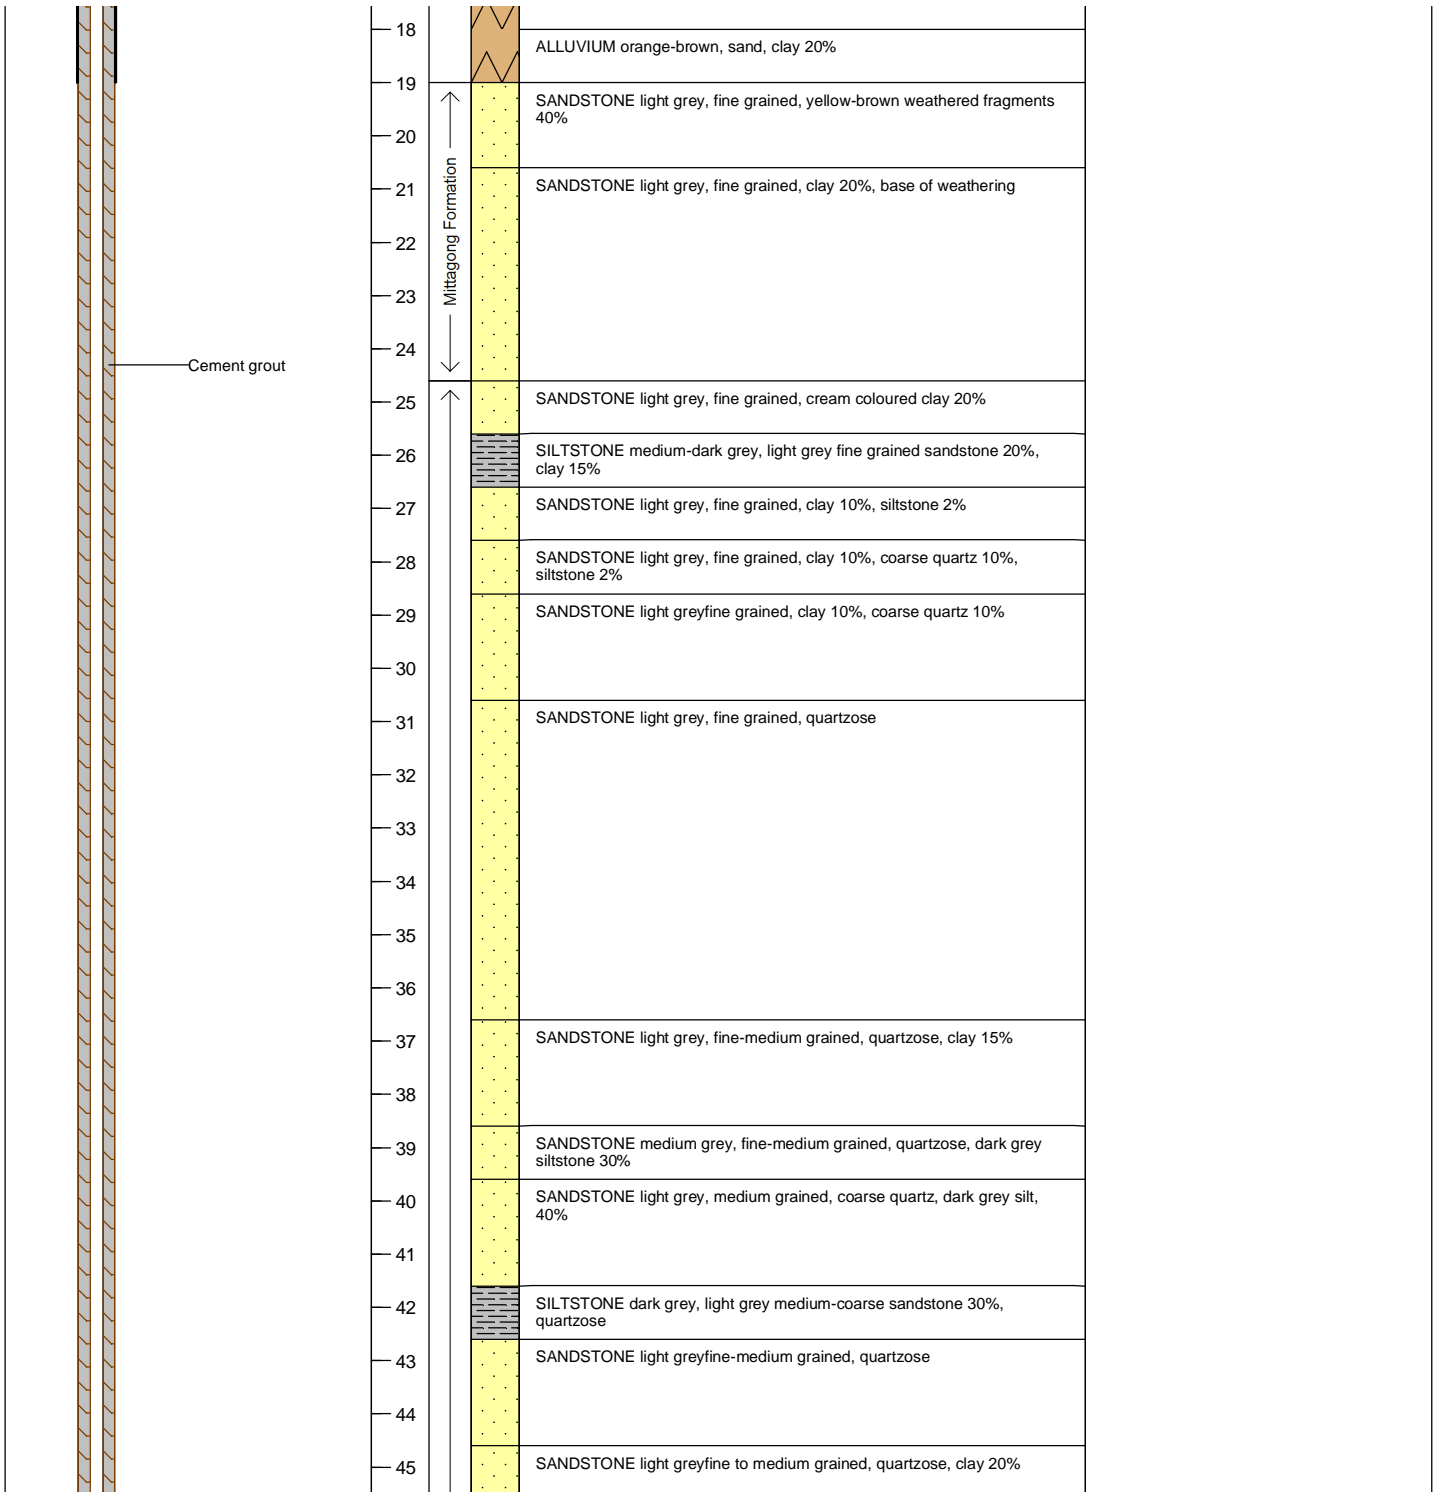 18
ALLUVIUM orange-brown, sand, clay 20%
19
SANDSTONE light grey, fine grained, yellow-brown weathered fragments
40%
20
21
SANDSTONE light grey, fine grained, clay 20%, base of weathering
Mittagong Formation
22
23
24
Cement grout
25
SANDSTONE light grey, fine grained, cream coloured clay 20%
26
SILTSTONE medium-dark grey, light grey fine grained sandstone 20%,
clay 15%
27
SANDSTONE light grey, fine grained, clay 10%, siltstone 2%
28
SANDSTONE light grey, fine grained, clay 10%, coarse quartz 10%,
siltstone 2%
29
SANDSTONE light greyfine grained, clay 10%, coarse quartz 10%
30
31
SANDSTONE light grey, fine grained, quartzose
32
33
34
35
36
37
SANDSTONE light grey, fine-medium grained, quartzose, clay 15%
38
39
SANDSTONE medium grey, fine-medium grained, quartzose, dark grey
siltstone 30%
40
SANDSTONE light grey, medium grained, coarse quartz, dark grey silt,
40%
41
42
SILTSTONE dark grey, light grey medium-coarse sandstone 30%,
quartzose
43
SANDSTONE light greyfine-medium grained, quartzose
44
45
SANDSTONE light greyfine to medium grained, quartzose, clay 20%